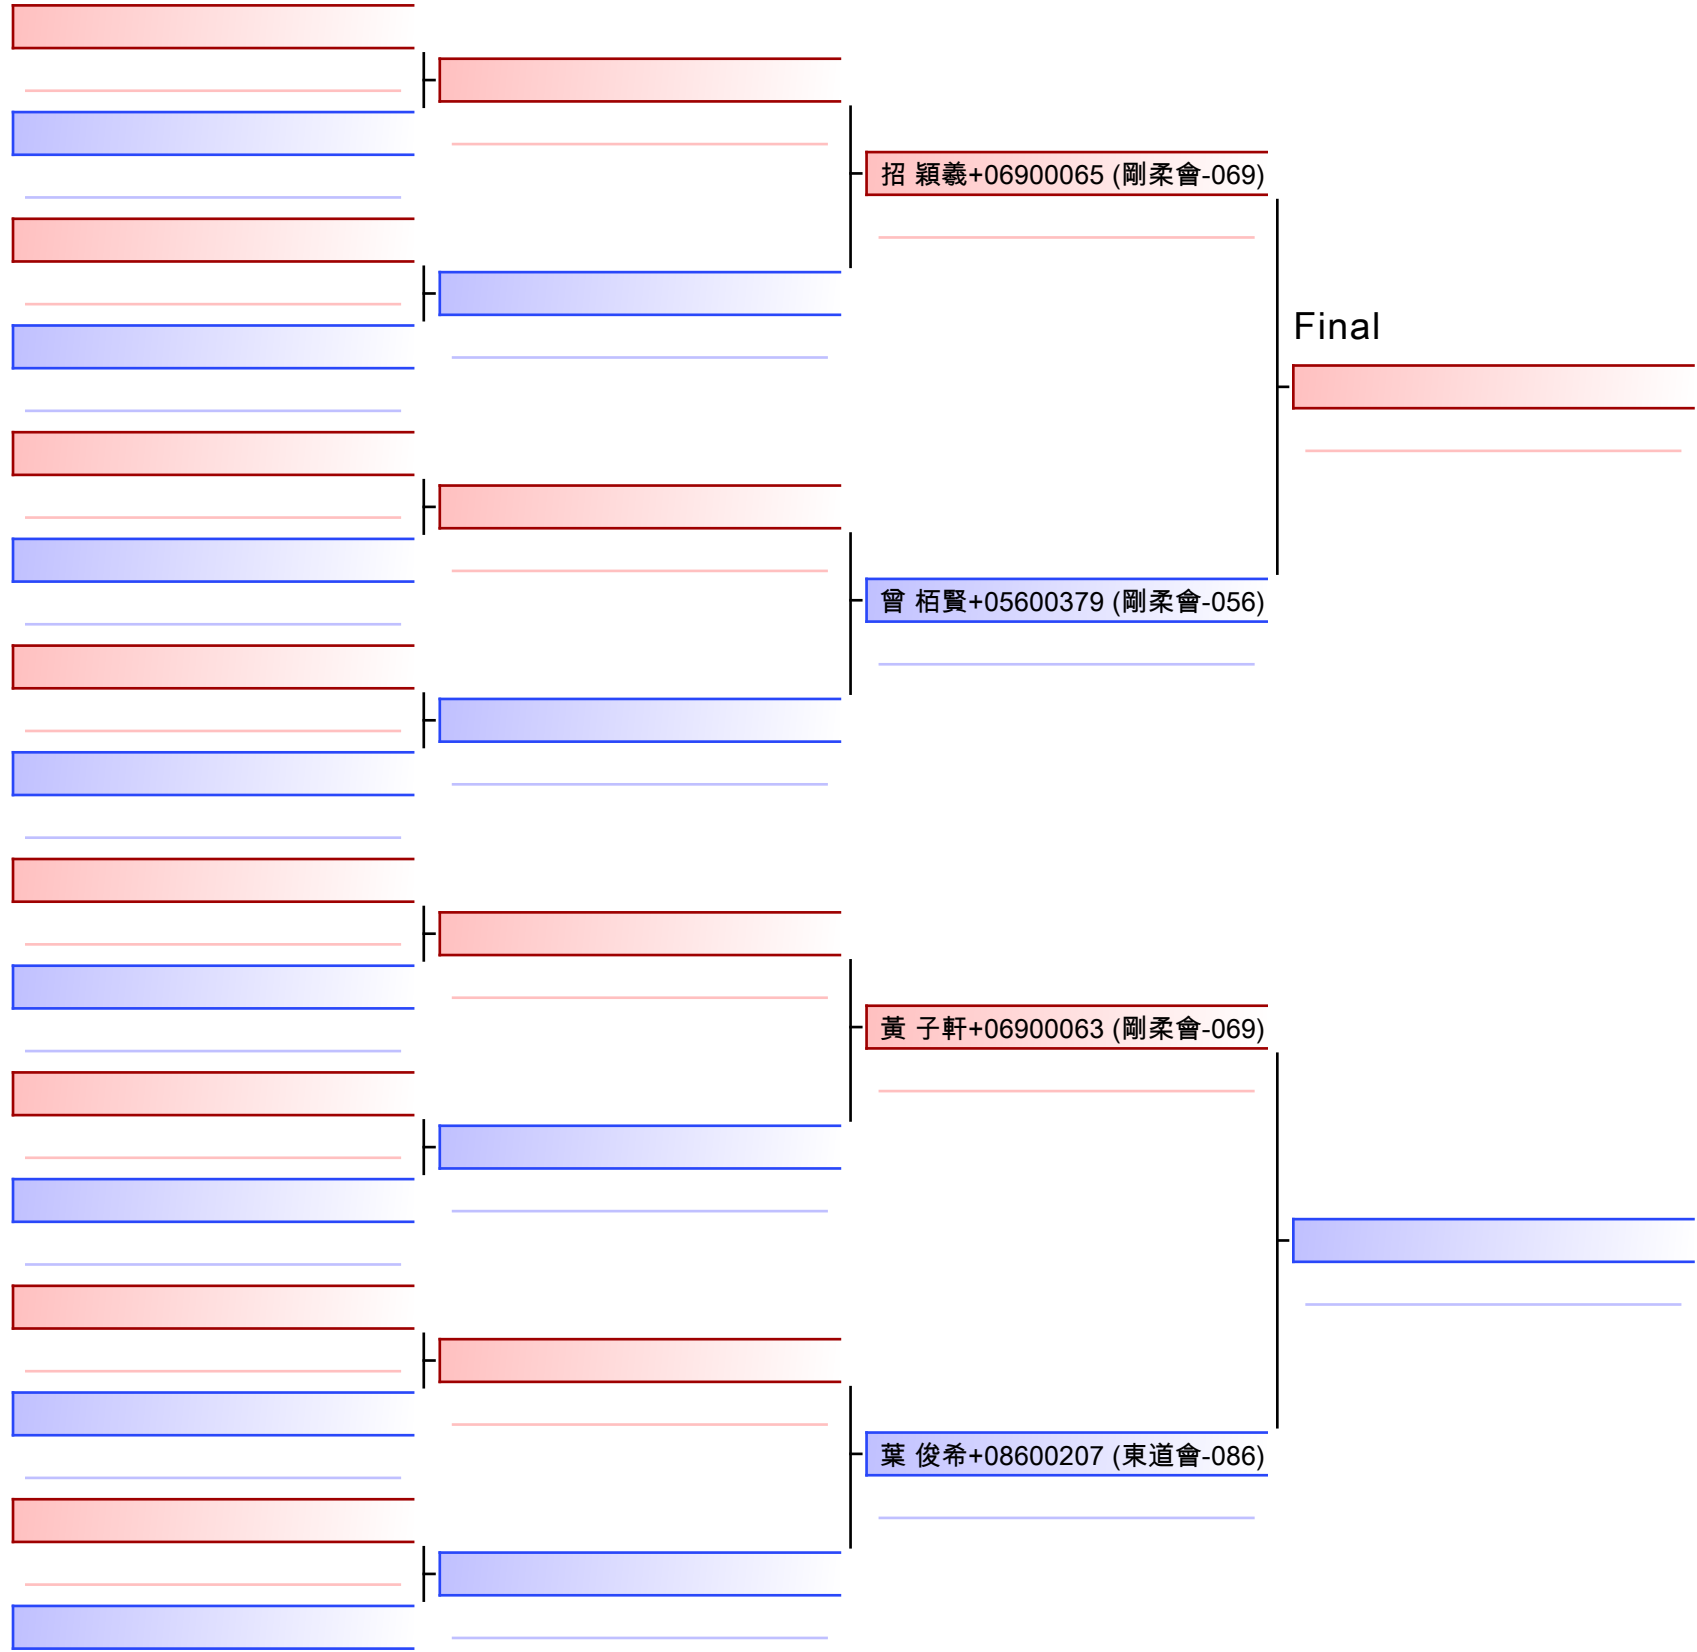 招 穎羲+06900065 (剛柔會-069)
Final
曾 栢賢+05600379 (剛柔會-056)
黃 子軒+06900063 (剛柔會-069)
葉 俊希+08600207 (東道會-086)